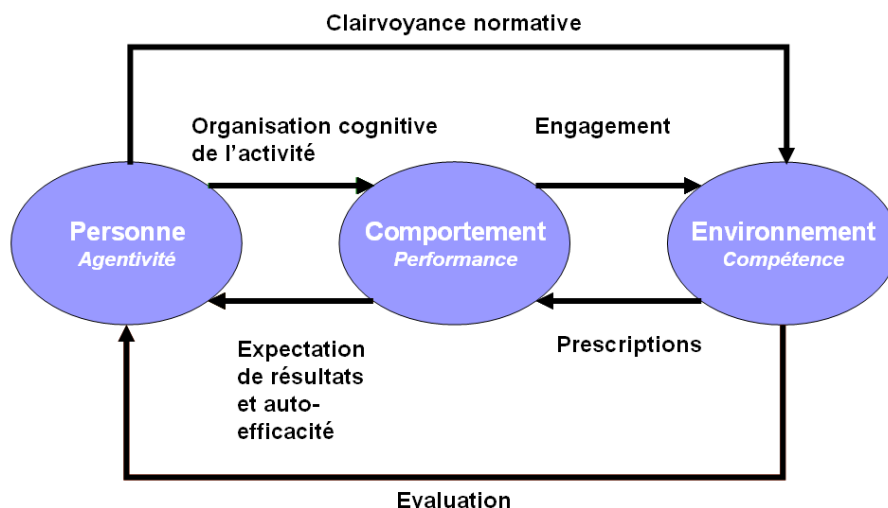 Clairvoyance normative
Organisation cognitive
de l'activité
Engagement
Personne
Agentivité
Comportement
Performance
Environnement
Compétence
Expectation
de résultats
et auto-
efficacité
Prescriptions
Evaluation